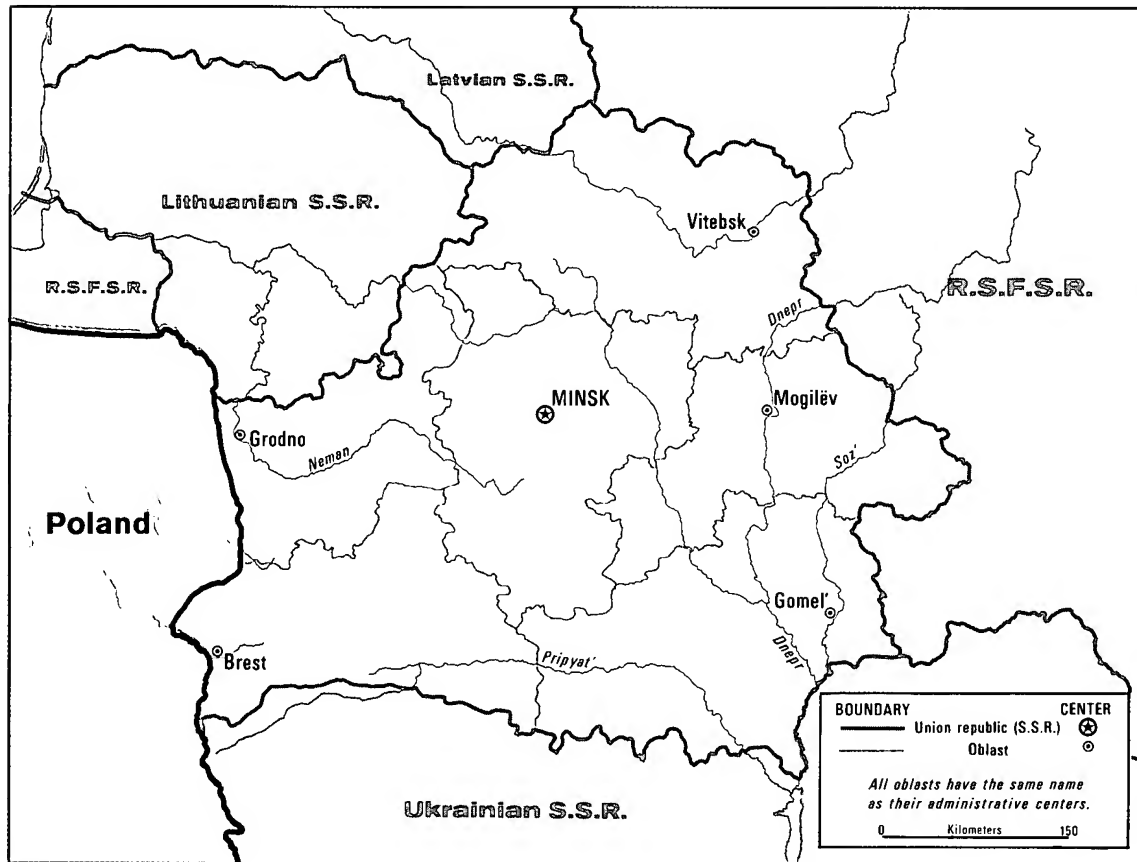 Latvian S.S.R.
Lithuanian S.S.R.
Vitebsk
R.S.F.S.R.
R.S.F.S.R.
Dnepr
MINSK
Mogilëv
Grodno
Neman
Soz'
Poland
Gomel'
Brest
Pripyat'
Dnepr
Ukrainian S.S.R.
BOUNDARY CENTER
Union republic (S.S.R.)
Oblast
All oblasts have the same name
as their administrative centers.
0 Kilometers 150